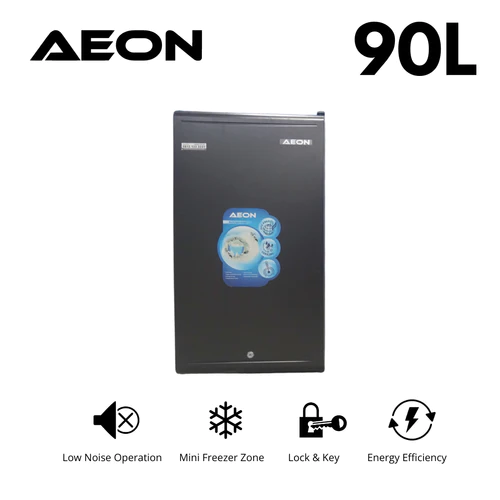 AEON
90L
AEON
AEON
Low Noise Operation
Mini Freezer Zone
Lock & Key
Energy Efficiency